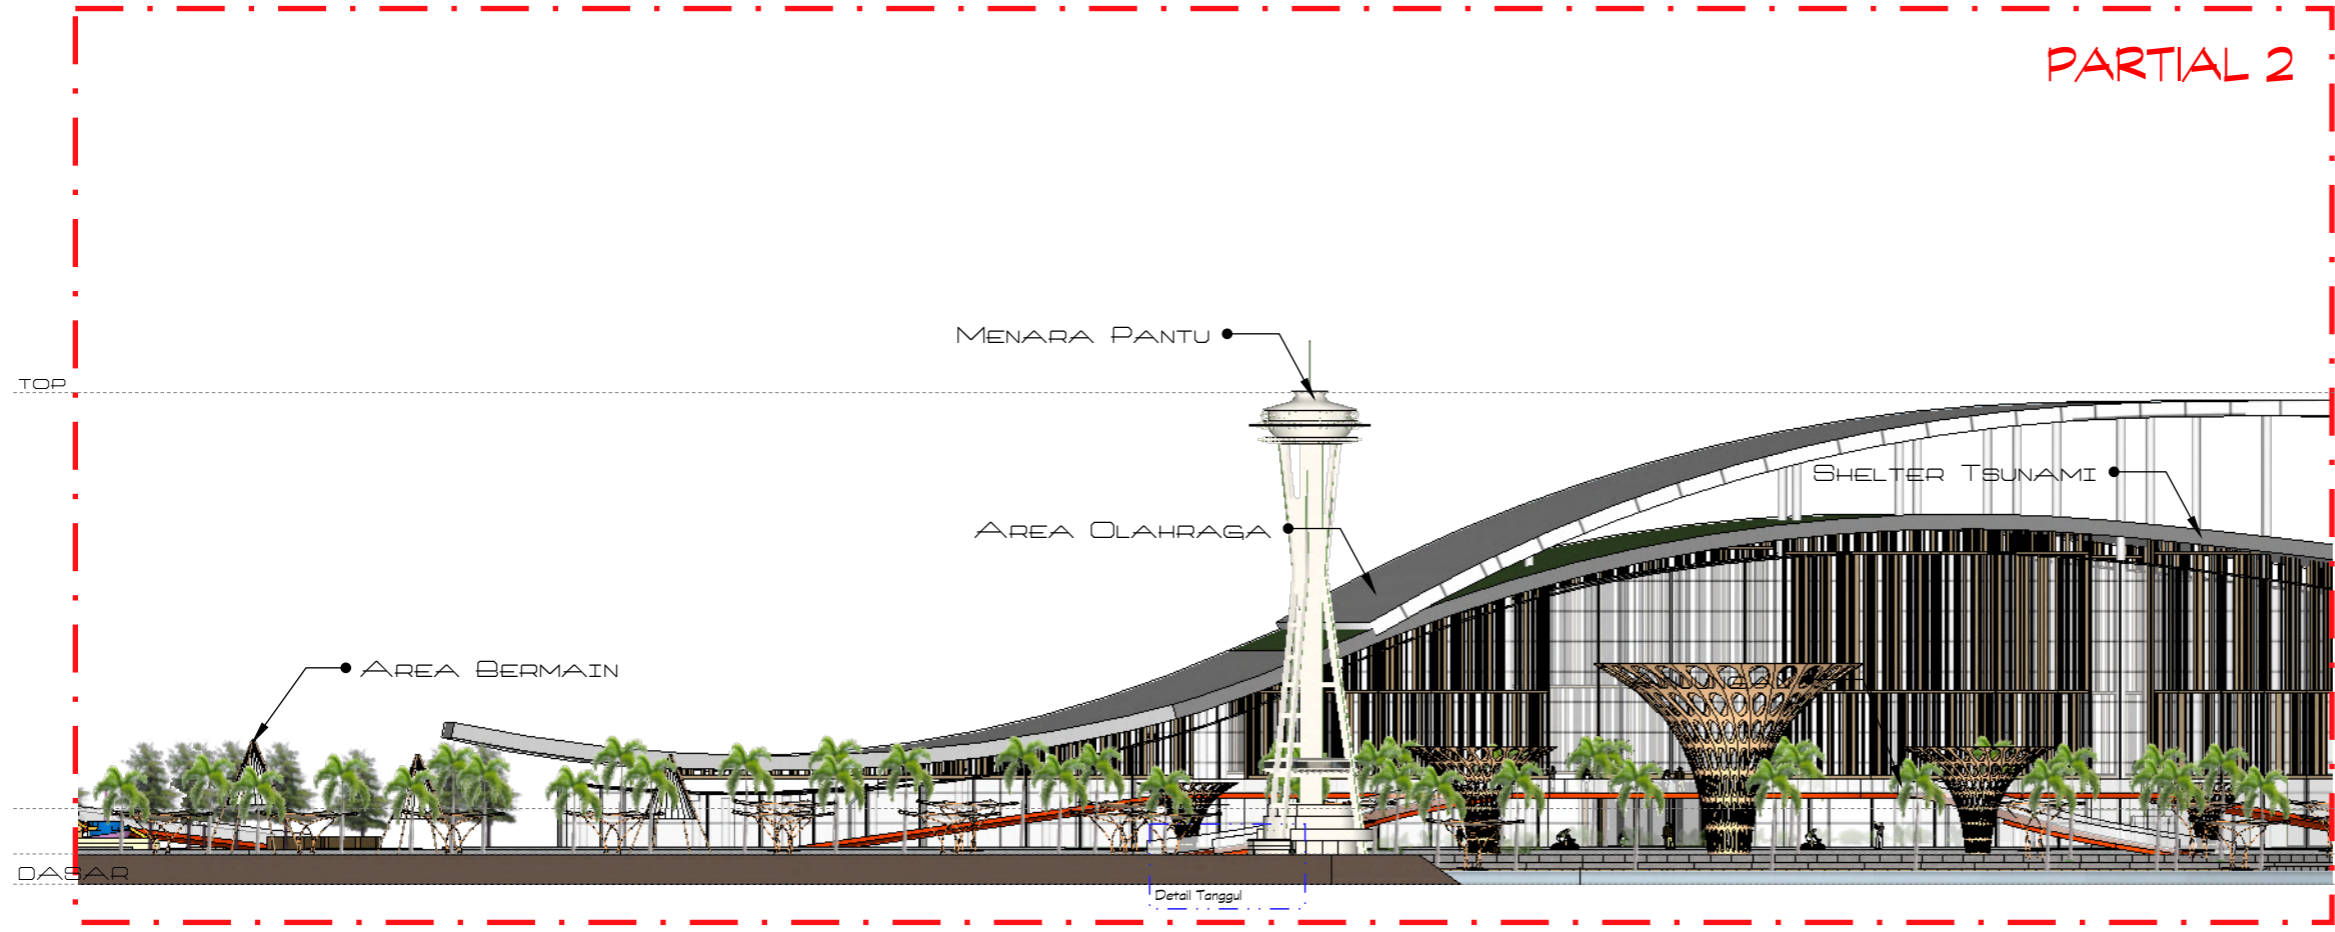 PARTIAL 2
MENARA PANTU
TOP
SHELTER TSUNAMI
AREA OLAHRAGA
AREA BERMAIN
DASAR
Detail Tanggul